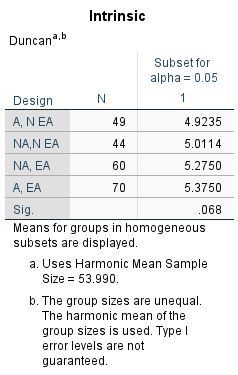 Intrinsic
Duncanᵃ,ᵇ
Subset for
alpha = 0.05
Design N 1
A, N EA 49 4.9235
NA,N EA 44 5.0114
NA, EA 60 5.2750
A, EA 70 5.3750
Sig. .068
Means for groups in homogeneous
subsets are displayed.
a. Uses Harmonic Mean Sample
Size = 53.990.
b. The group sizes are unequal.
The harmonic mean of the
group sizes is used. Type I
error levels are not
guaranteed.